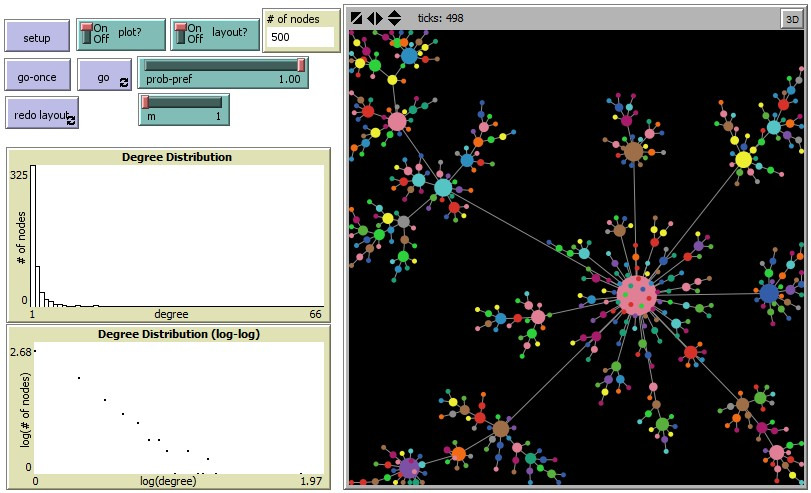 setup
On
Off
plot?
On
Off
layout?
# of nodes
500
go-once
go
prob-pref
1.00
redo layout
m
1
Degree Distribution
325
# of nodes
0
1
degree
66
Degree Distribution (log-log)
2.68
log(# of nodes)
0
0
log(degree)
1.97
ticks: 498
3D